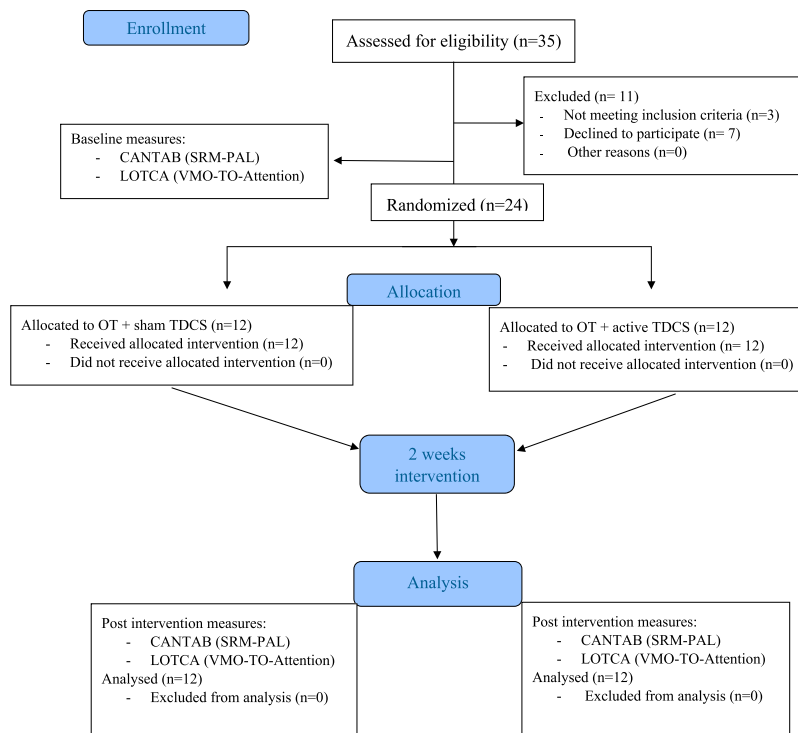 Enrollment
Assessed for eligibility (n=35)
Excluded (n= 11)
- Not meeting inclusion criteria (n=3)
- Declined to participate (n= 7)
- Other reasons (n=0)
Baseline measures:
- CANTAB (SRM-PAL)
- LOTCA (VMO-TO-Attention)
Randomized (n=24)
Allocation
Allocated to OT + sham TDCS (n=12)
- Received allocated intervention (n=12)
- Did not receive allocated intervention (n=0)
Allocated to OT + active TDCS (n=12)
- Received allocated intervention (n= 12)
- Did not receive allocated intervention (n=0)
2 weeks
intervention
Analysis
Post intervention measures:
- CANTAB (SRM-PAL)
- LOTCA (VMO-TO-Attention)
Analysed (n=12)
- Excluded from analysis (n=0)
Post intervention measures:
- CANTAB (SRM-PAL)
- LOTCA (VMO-TO-Attention)
Analysed (n=12)
- Excluded from analysis (n=0)